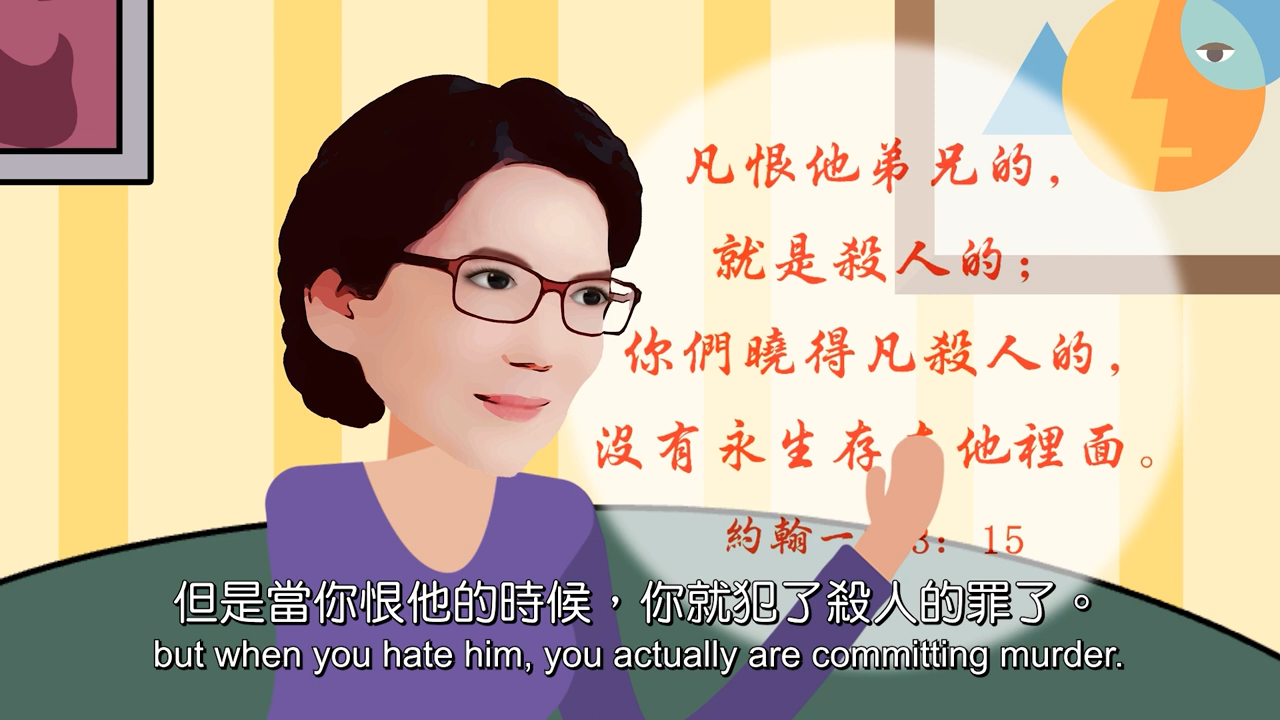 凡恨他弟兄的，
就是殺人的；
你們曉得凡殺人的，
沒有永生存 他裡面。
約翰一 3： 15
但是當你恨他的時候，你就犯了殺人的罪了。
but when you hate him, you actually are committing murder.